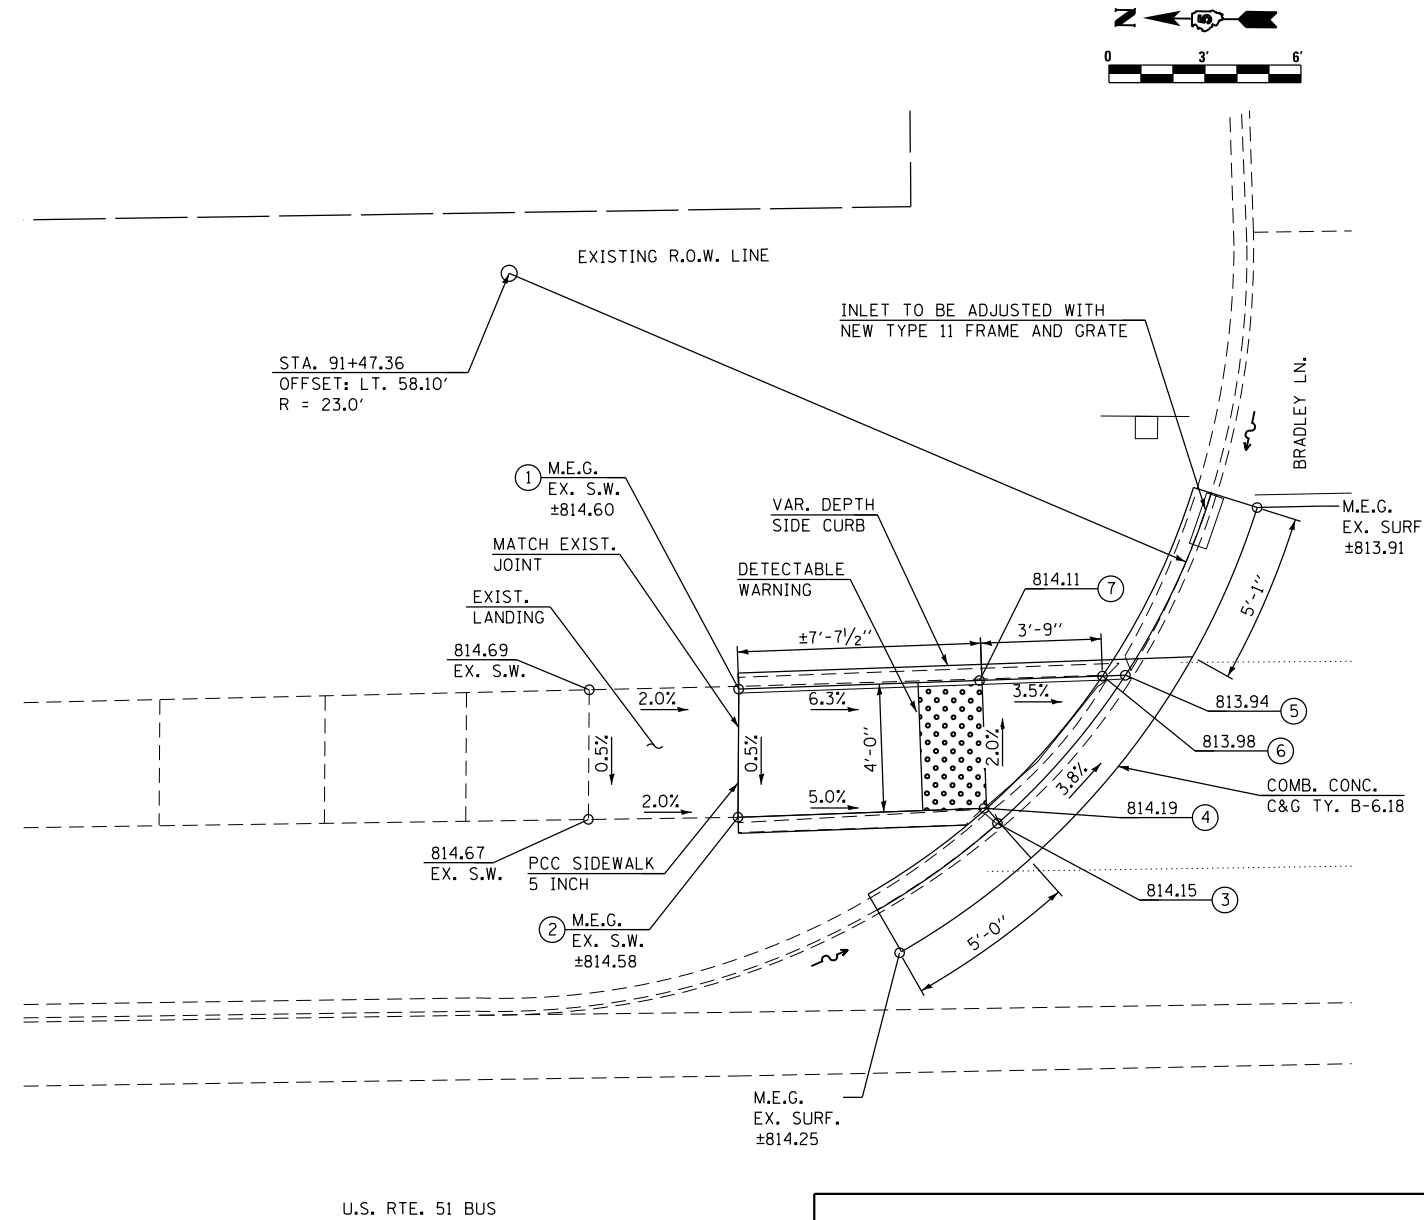 N
5
0 3' 6'
EXISTING R.O.W. LINE
INLET TO BE ADJUSTED WITH
NEW TYPE 11 FRAME AND GRATE
STA. 91+47.36
OFFSET: LT. 58.10'
R = 23.0'
BRADLEY LN.
1
M.E.G.
EX. S.W.
±814.60
VAR. DEPTH
SIDE CURB
M.E.G.
EX. SURF
±813.91
MATCH EXIST.
JOINT
DETECTABLE
WARNING
814.11 7
EXIST.
LANDING
5'-1"
±7'-7 1/2"
3'-9"
814.69
EX. S.W.
2.0%
6.3%
3.5%
813.94 5
0.5%
0.5%
4'-0"
2.0%
813.98 6
3.8%
COMB. CONC.
C&G TY. B-6.18
2.0%
5.0%
814.19 4
814.67
EX. S.W.
PCC SIDEWALK
5 INCH
814.15 3
2
M.E.G.
EX. S.W.
±814.58
5'-0"
M.E.G.
EX. SURF.
±814.25
U.S. RTE. 51 BUS